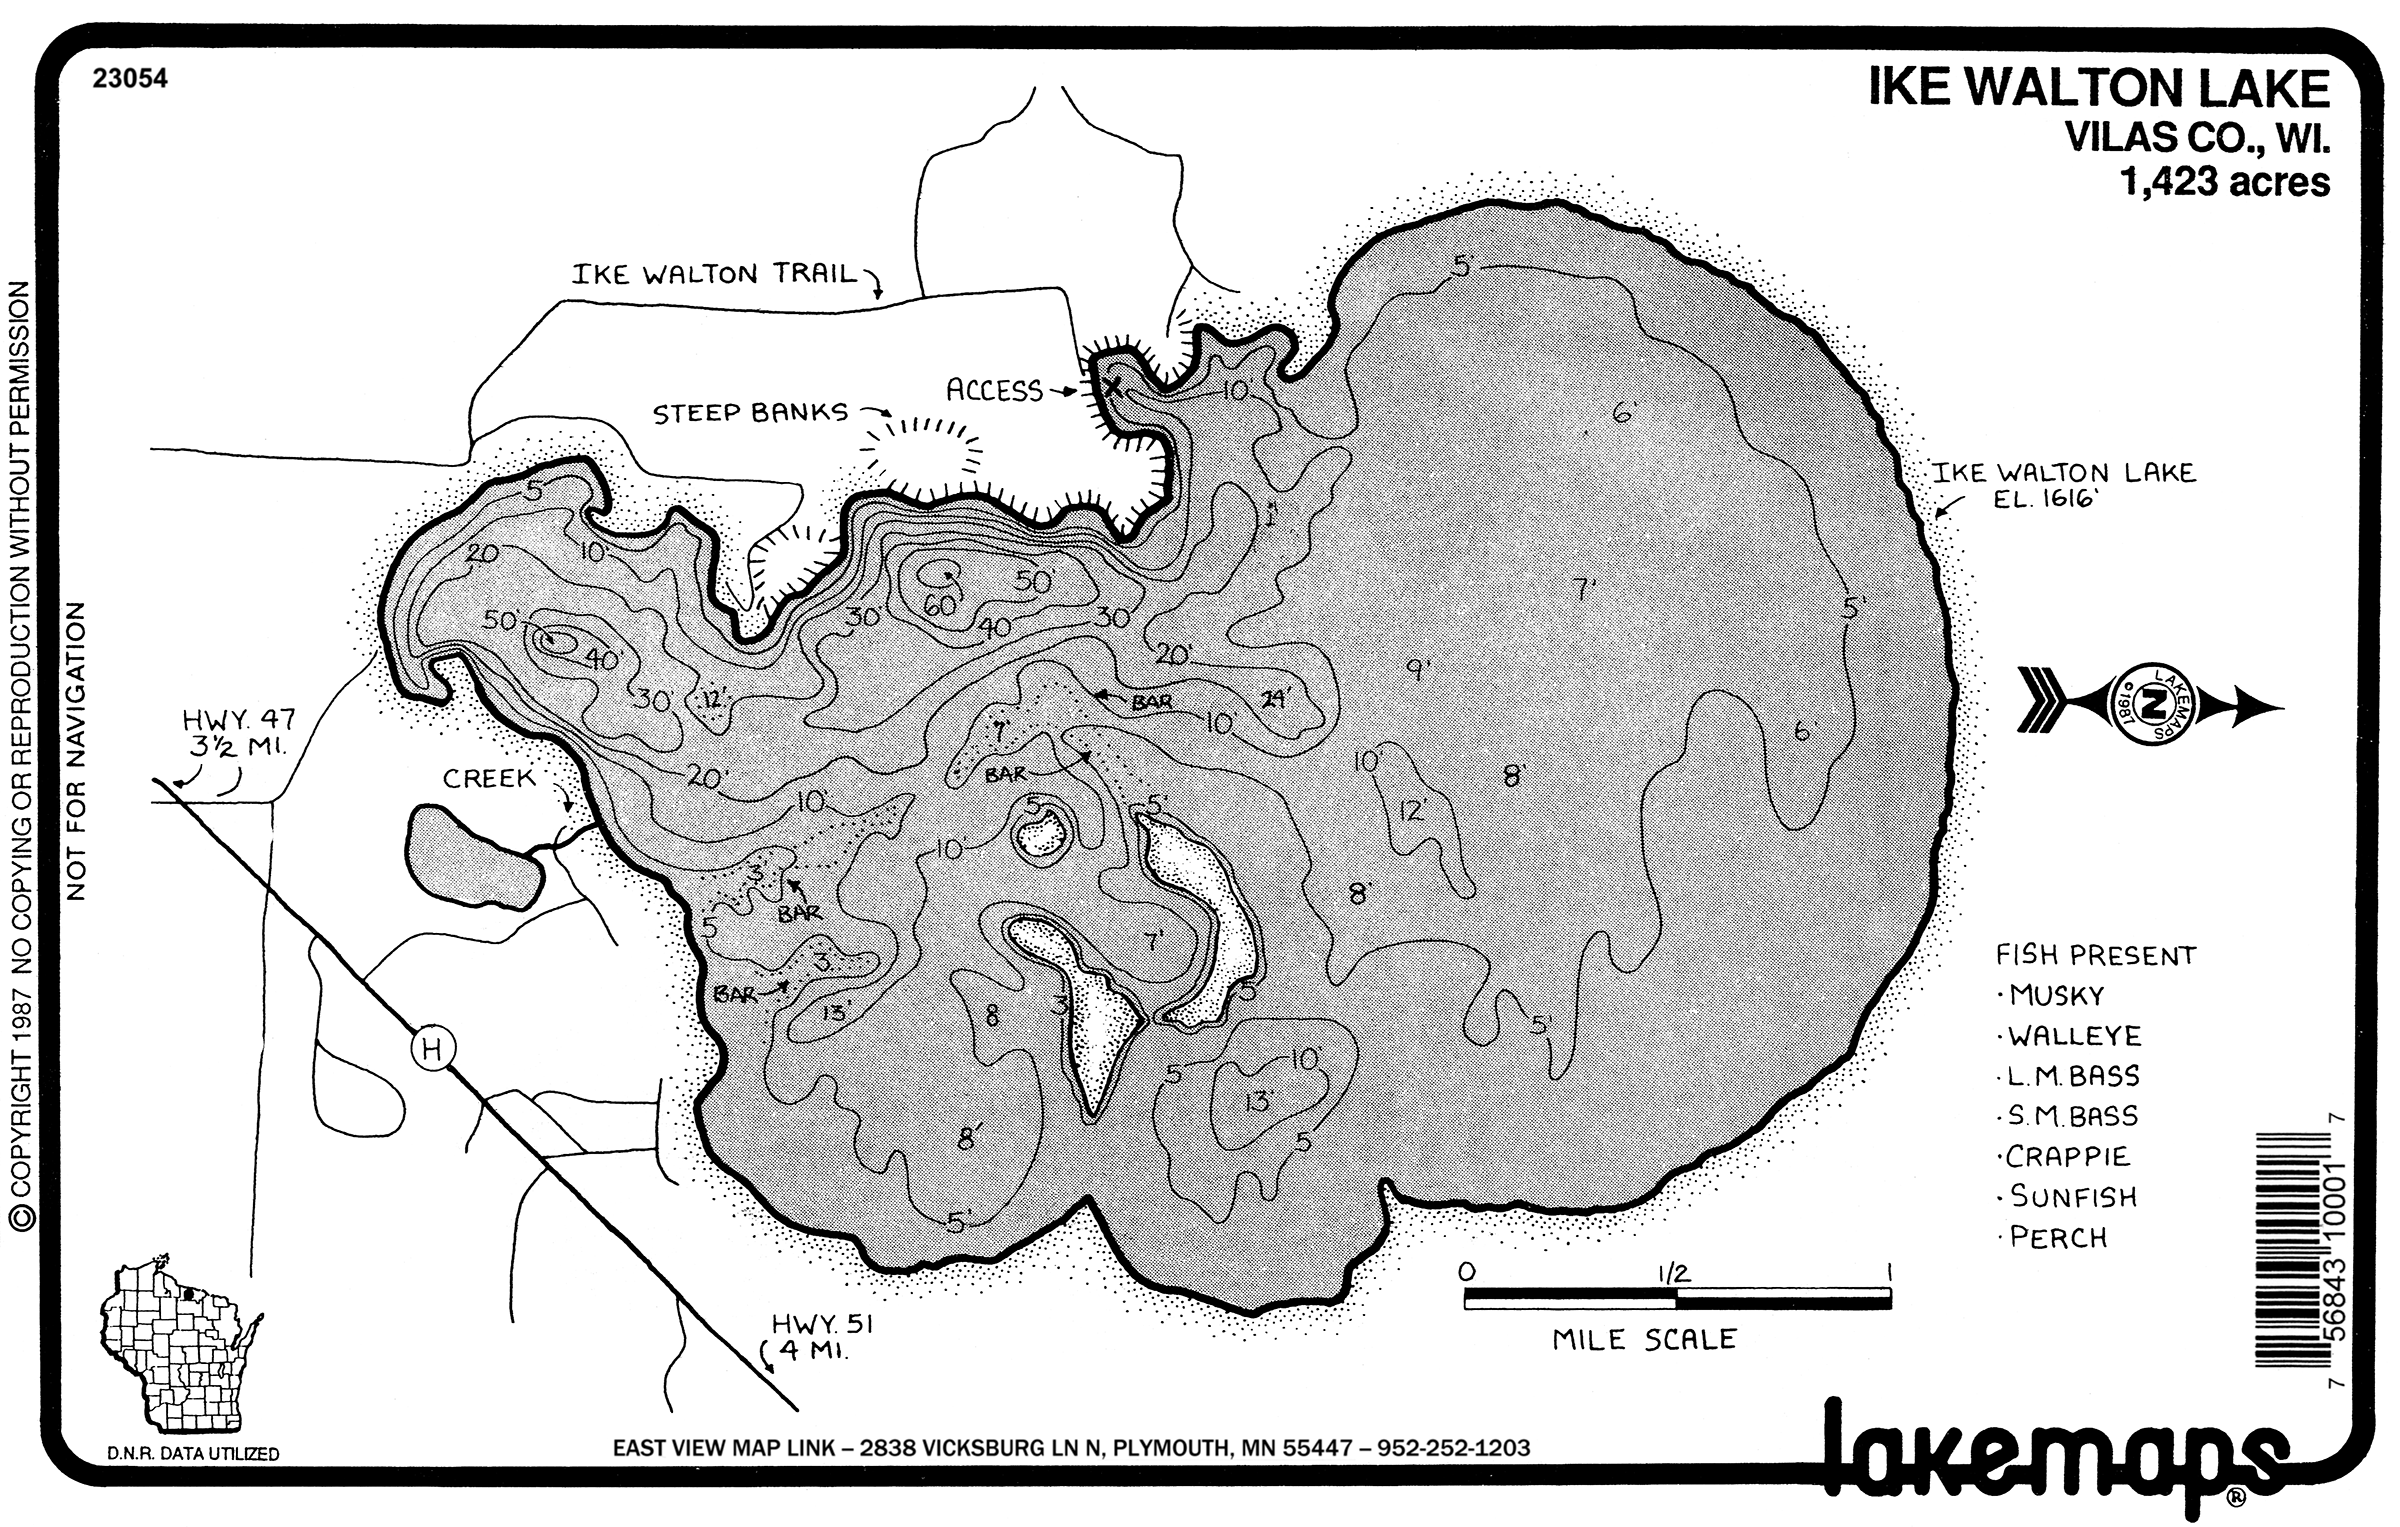 23054
IKE WALTON LAKE
VILAS CO., WI.
1,423 acres
© COPYRIGHT 1987 NO COPYING OR REPRODUCTION WITHOUT PERMISSION
NOT FOR NAVIGATION
IKE WALTON TRAIL
ACCESS
X
STEEP BANKS
IKE WALTON LAKE
EL. 1616'
5'
10'
6'
5
20
10
50'
40'
30'
12'
60'
50'
40
30'
30'
20'
24'
10'
7'
9'
5'
6'
8'
10'
12'
8'
BAR
7'
BAR
HWY. 47
3½ MI.
CREEK
20'
10'
5
5'
10'
3'
BAR
5
3'
BAR
13'
7'
8
3
5
5'
10'
5
13'
5
8'
5'
H
LAKEMAPS
N
©1987
FISH PRESENT
· MUSKY
· WALLEYE
· L.M. BASS
· S.M. BASS
· CRAPPIE
· SUNFISH
· PERCH
0 1/2 1
MILE SCALE
HWY. 51
4 MI.
D.N.R. DATA UTILIZED
EAST VIEW MAP LINK – 2838 VICKSBURG LN N, PLYMOUTH, MN 55447 – 952-252-1203
7 56843 10001 7
lakemaps®